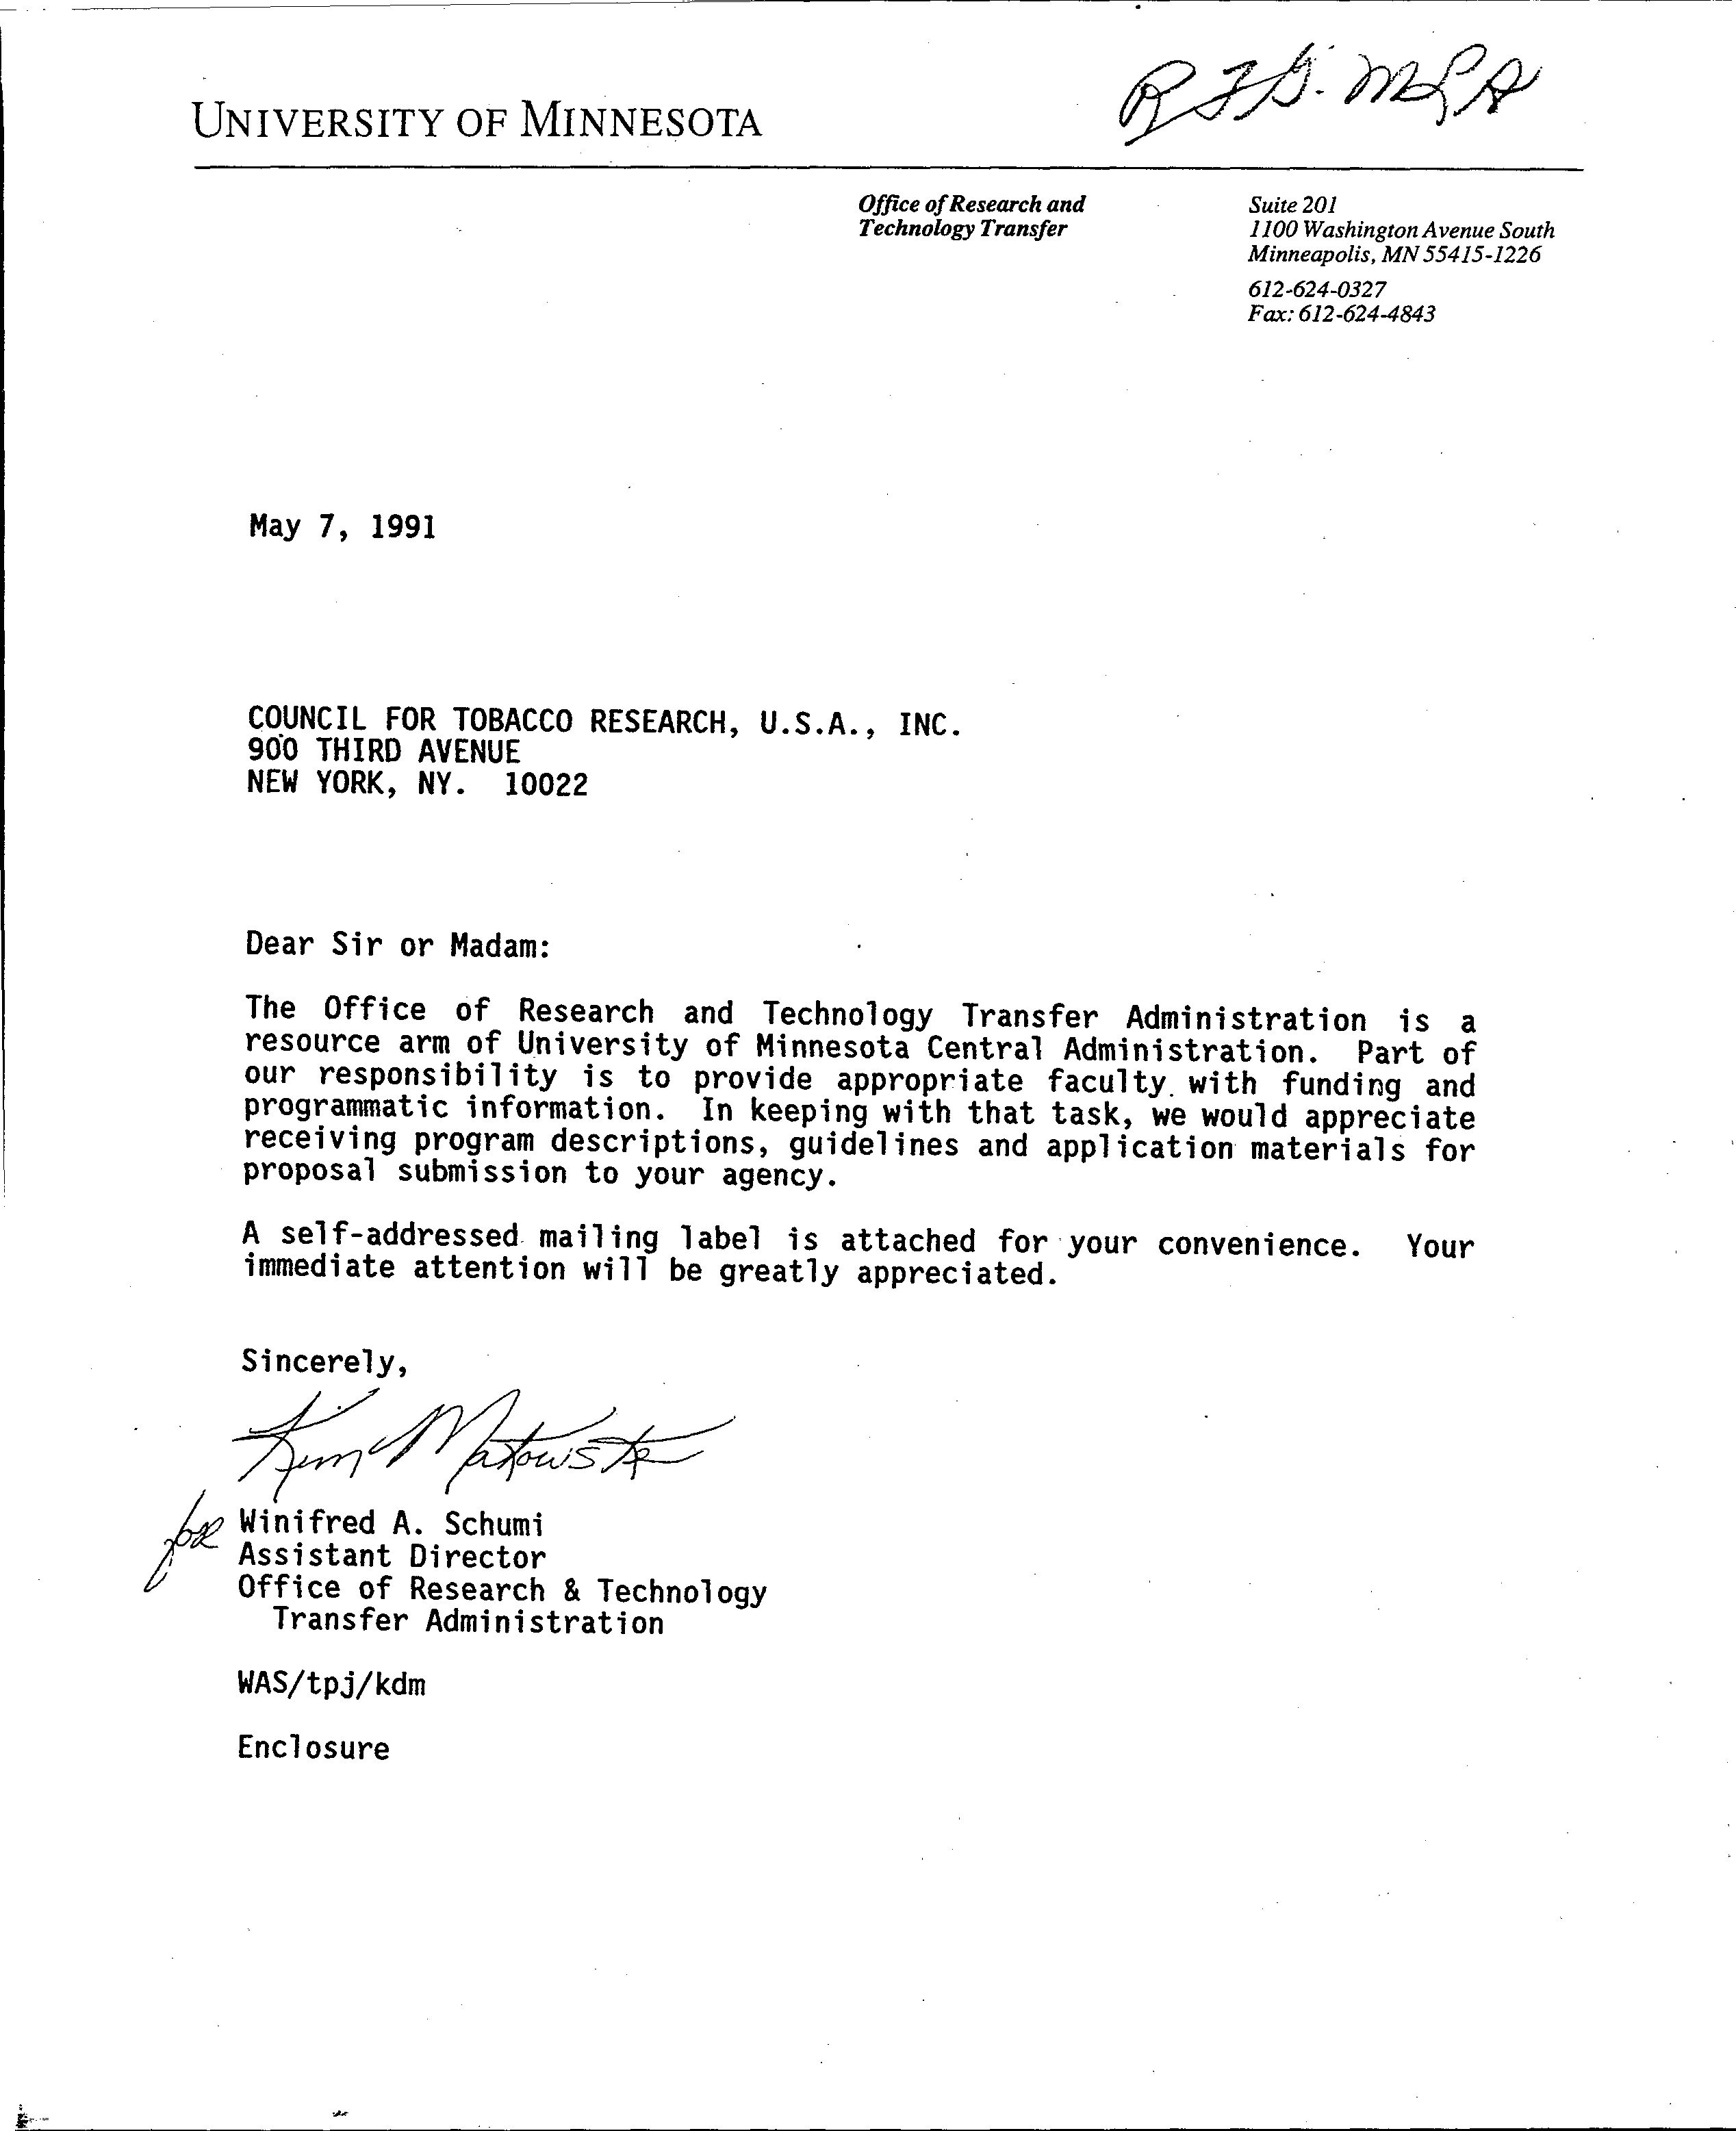 UNIVERSITY OF MINNESOTA
Office of Research and
Technology Transfer
Suite 201
1100 Washington Avenue South
Minneapolis, MN 55415-1226
612-624-0327
Fax: 612-624-4843
May 7, 1991
COUNCIL FOR TOBACCO RESEARCH, U.S.A., INC.
900 THIRD AVENUE
NEW YORK, NY. 10022
Dear Sir or Madam:
The Office of Research and Technology Transfer Administration is a
resource arm of University of Minnesota Central Administration. Part of
our responsibility is to provide appropriate faculty with funding and
programmatic information. In keeping with that task, we would appreciate
receiving program descriptions, guidelines and application materials for
proposal submission to your agency.
A self-addressed mailing label is attached for your convenience. Your
immediate attention will be greatly appreciated.
Sincerely,
Kim
for Winifred A. Schumi
Assistant Director
Office of Research & Technology
Transfer Administration
WAS/tpj/kdm
Enclosure